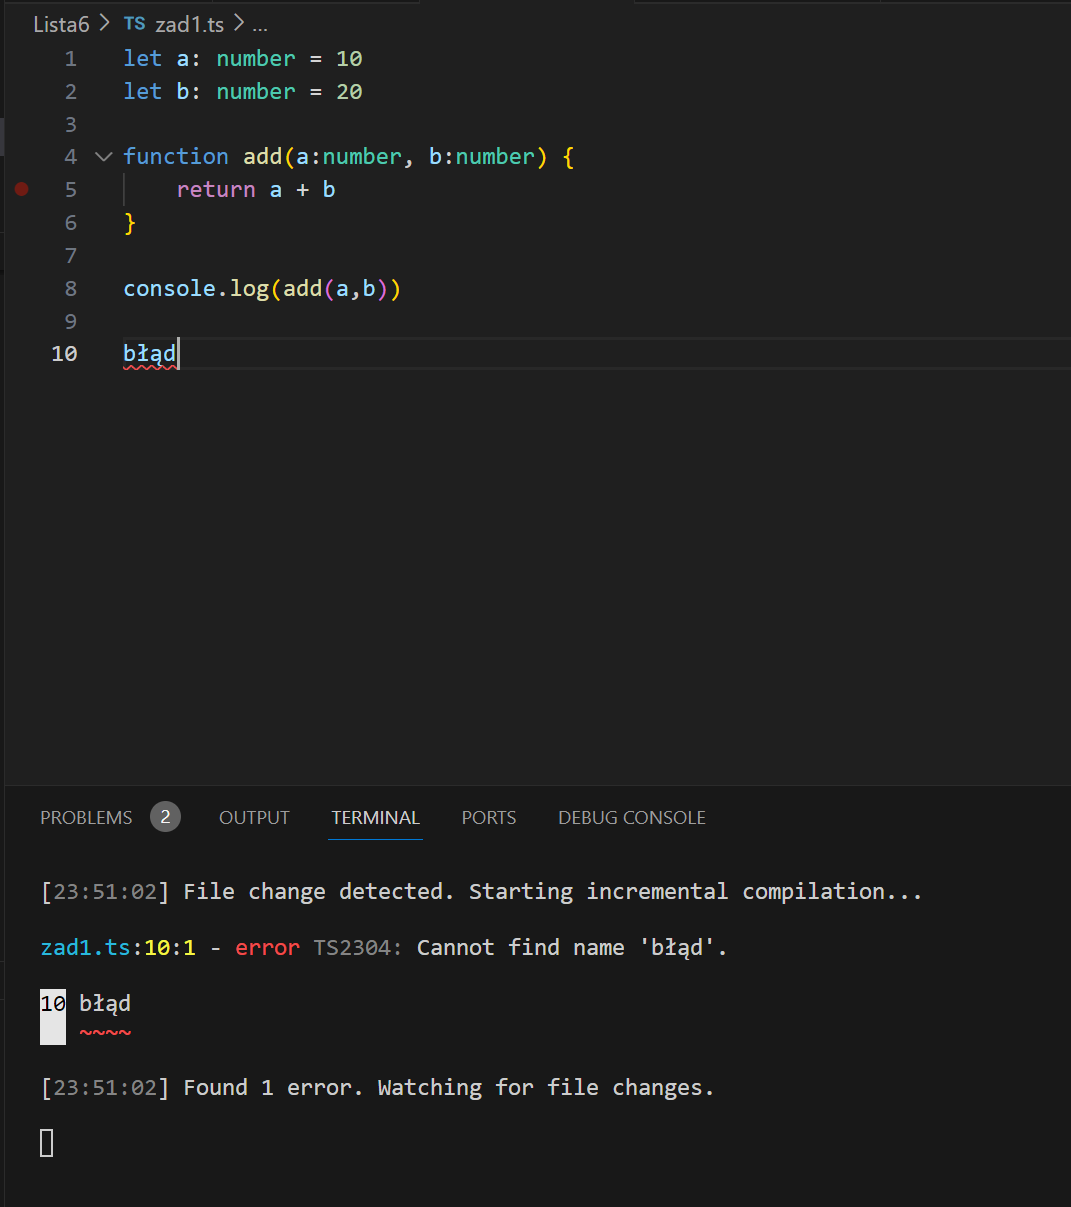 Lista6 > TS zad1.ts > ...
1 let a: number = 10
2 let b: number = 20
3
4 function add(a:number, b:number) {
5 return a + b
6 }
7
8 console.log(add(a,b))
9
10 błąd
PROBLEMS 2 OUTPUT TERMINAL PORTS DEBUG CONSOLE
[23:51:02] File change detected. Starting incremental compilation...
zad1.ts:10:1 - error TS2304: Cannot find name 'błąd'.
10 błąd
~~~~
[23:51:02] Found 1 error. Watching for file changes.